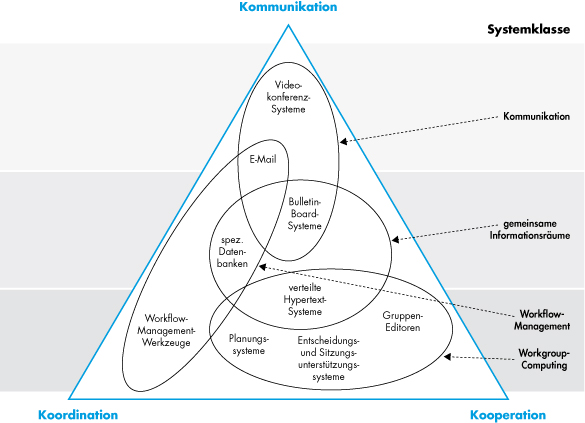 Kommunikation
Systemklasse
Video-
konferenz-
Systeme
Kommunikation
E-Mail
Bulletin-
Board-
Systeme
gemeinsame
Informationsräume
spez.
Daten-
banken
verteilte
Hypertext-
Systeme
Workflow-
Management-
Werkzeuge
Gruppen-
Editoren
Workflow-
Management
Planungs-
systeme
Entscheidungs-
und Sitzungs-
unterstützungs-
systeme
Workgroup-
Computing
Koordination
Kooperation